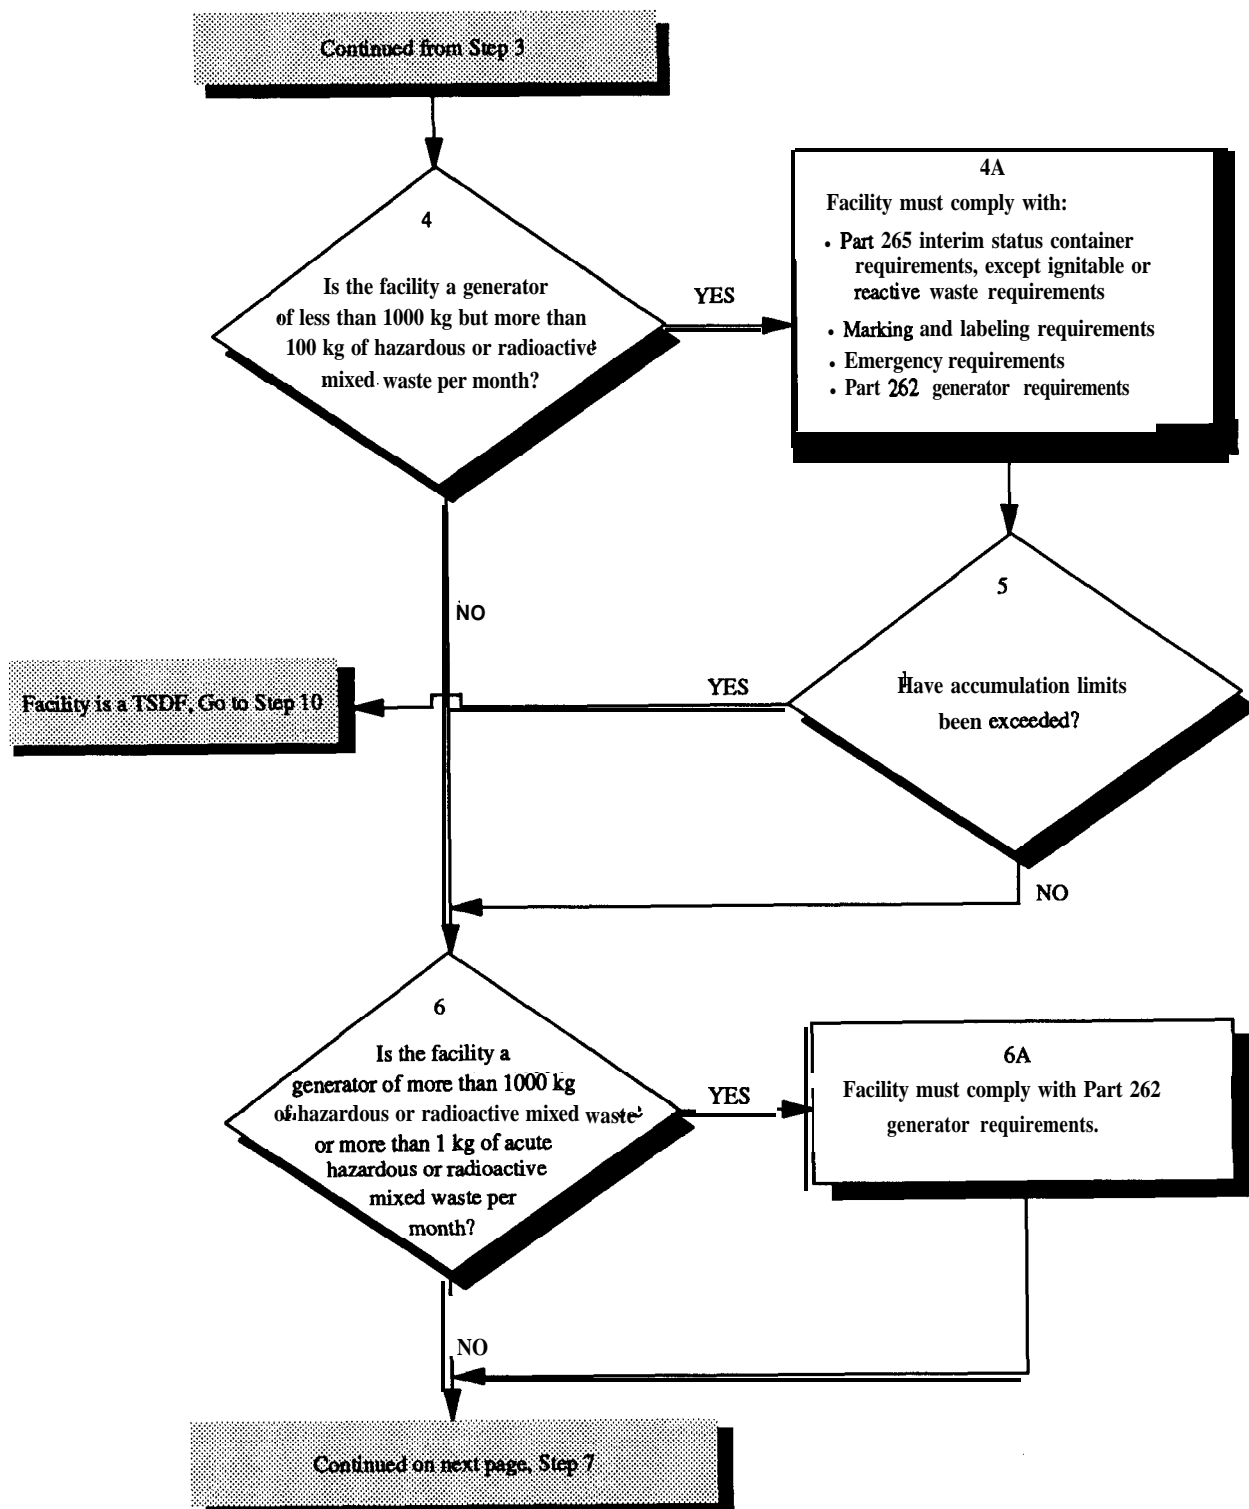 Continued from Step 3
4
Is the facility a generator
of less than 1000 kg but more than
100 kg of hazardous or radioactive
mixed waste per month?
YES
4A
Facility must comply with:
• Part 265 interim status container
requirements, except ignitable or
reactive waste requirements
• Marking and labeling requirements
• Emergency requirements
• Part 262 generator requirements
NO
5
Have accumulation limits
been exceeded?
YES
Facility is a TSDF, Go to Step 10
NO
6
Is the facility a
generator of more than 1000 kg
of hazardous or radioactive mixed waste
or more than 1 kg of acute
hazardous or radioactive
mixed waste per
month?
YES
6A
Facility must comply with Part 262
generator requirements.
NO
Continued on next page, Step 7